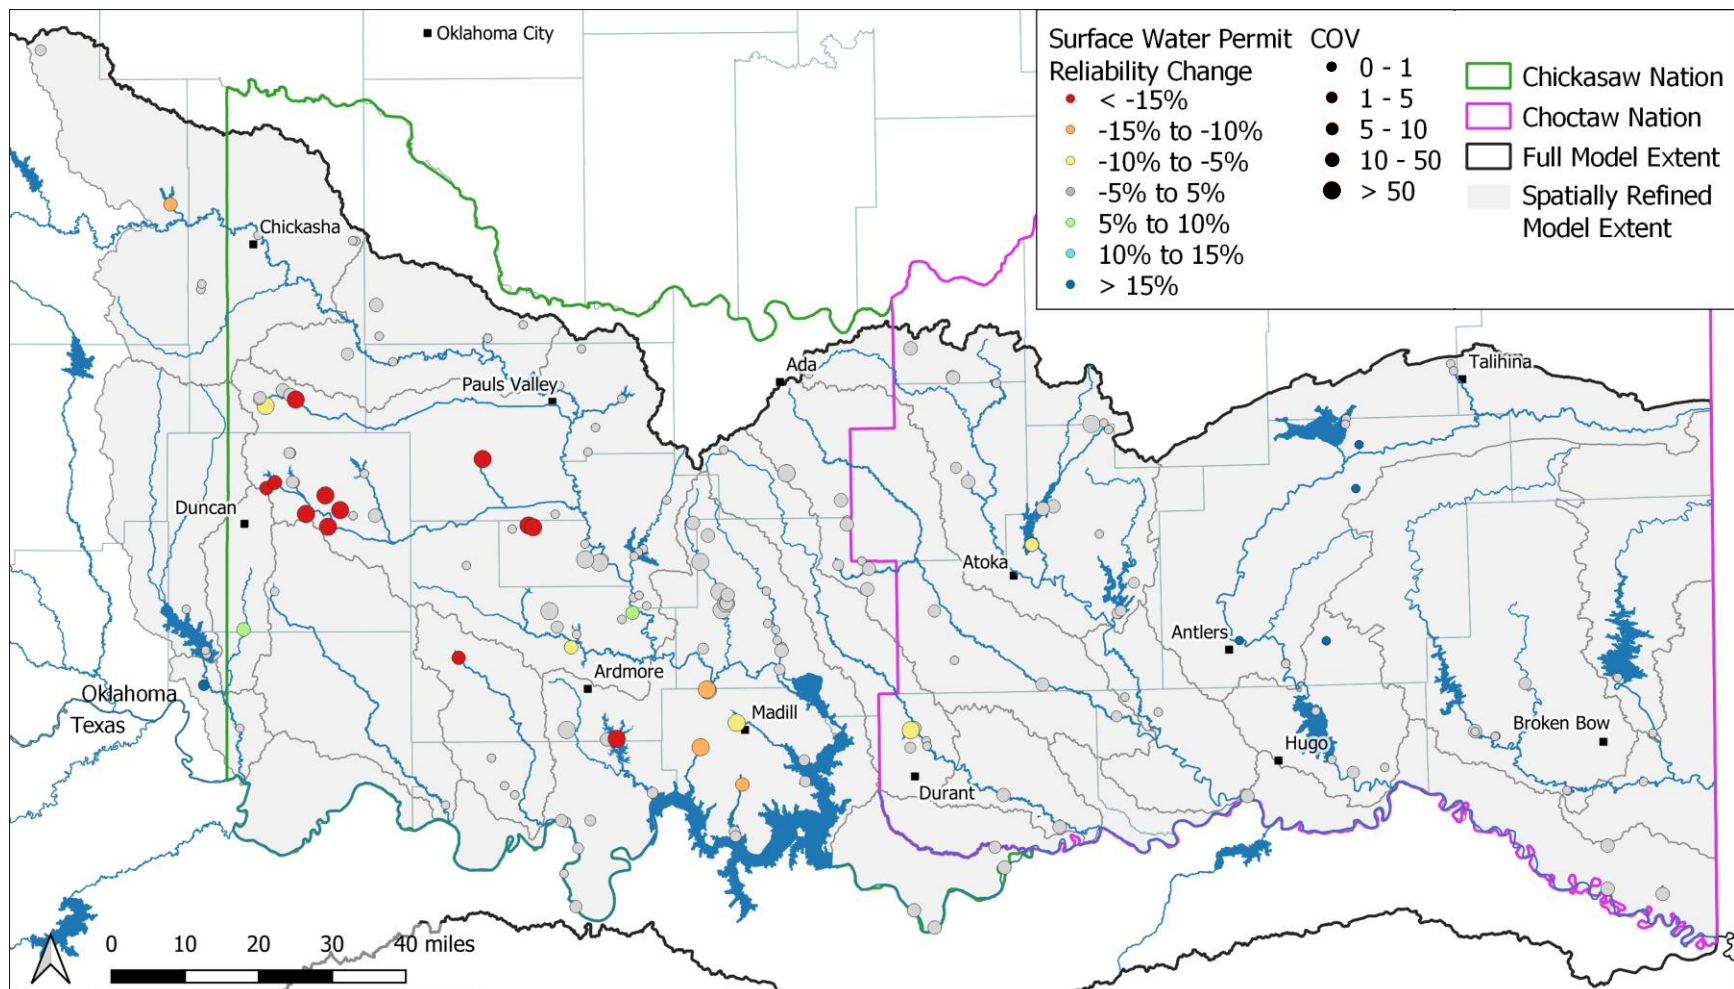 Oklahoma City
Surface Water Permit
Reliability Change
< -15%
-15% to -10%
-10% to -5%
-5% to 5%
5% to 10%
10% to 15%
> 15%
COV
0 - 1
1 - 5
5 - 10
10 - 50
> 50
Chickasaw Nation
Choctaw Nation
Full Model Extent
Spatially Refined
Model Extent
Chickasha
Ada
Talihina
Pauls Valley
Duncan
Atoka
Antlers
Ardmore
Oklahoma
Texas
Madill
Broken Bow
Hugo
Durant
0 10 20 30 40 miles